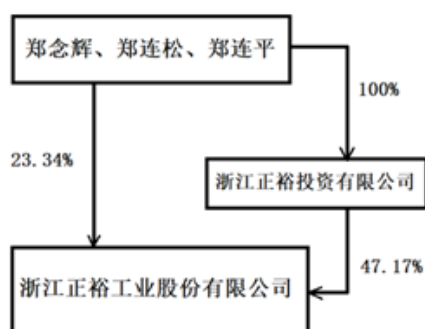 郑念辉、郑连松、郑连平
100%
23.34%
浙江正裕投资有限公司
47.17%
浙江正裕工业股份有限公司